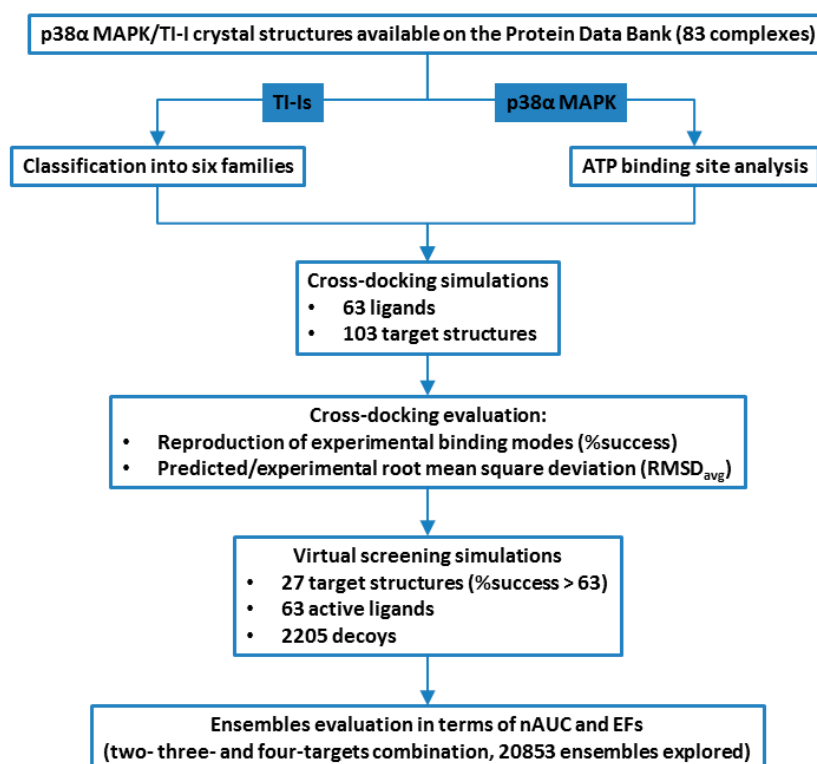 p38α MAPK/TI-I crystal structures available on the Protein Data Bank (83 complexes)
TI-Is
p38α MAPK
Classification into six families
ATP binding site analysis
Cross-docking simulations
• 63 ligands
• 103 target structures
Cross-docking evaluation:
• Reproduction of experimental binding modes (%success)
• Predicted/experimental root mean square deviation (RMSDavg)
Virtual screening simulations
• 27 target structures (%success > 63)
• 63 active ligands
• 2205 decoys
Ensembles evaluation in terms of nAUC and EFs
(two- three- and four-targets combination, 20853 ensembles explored)